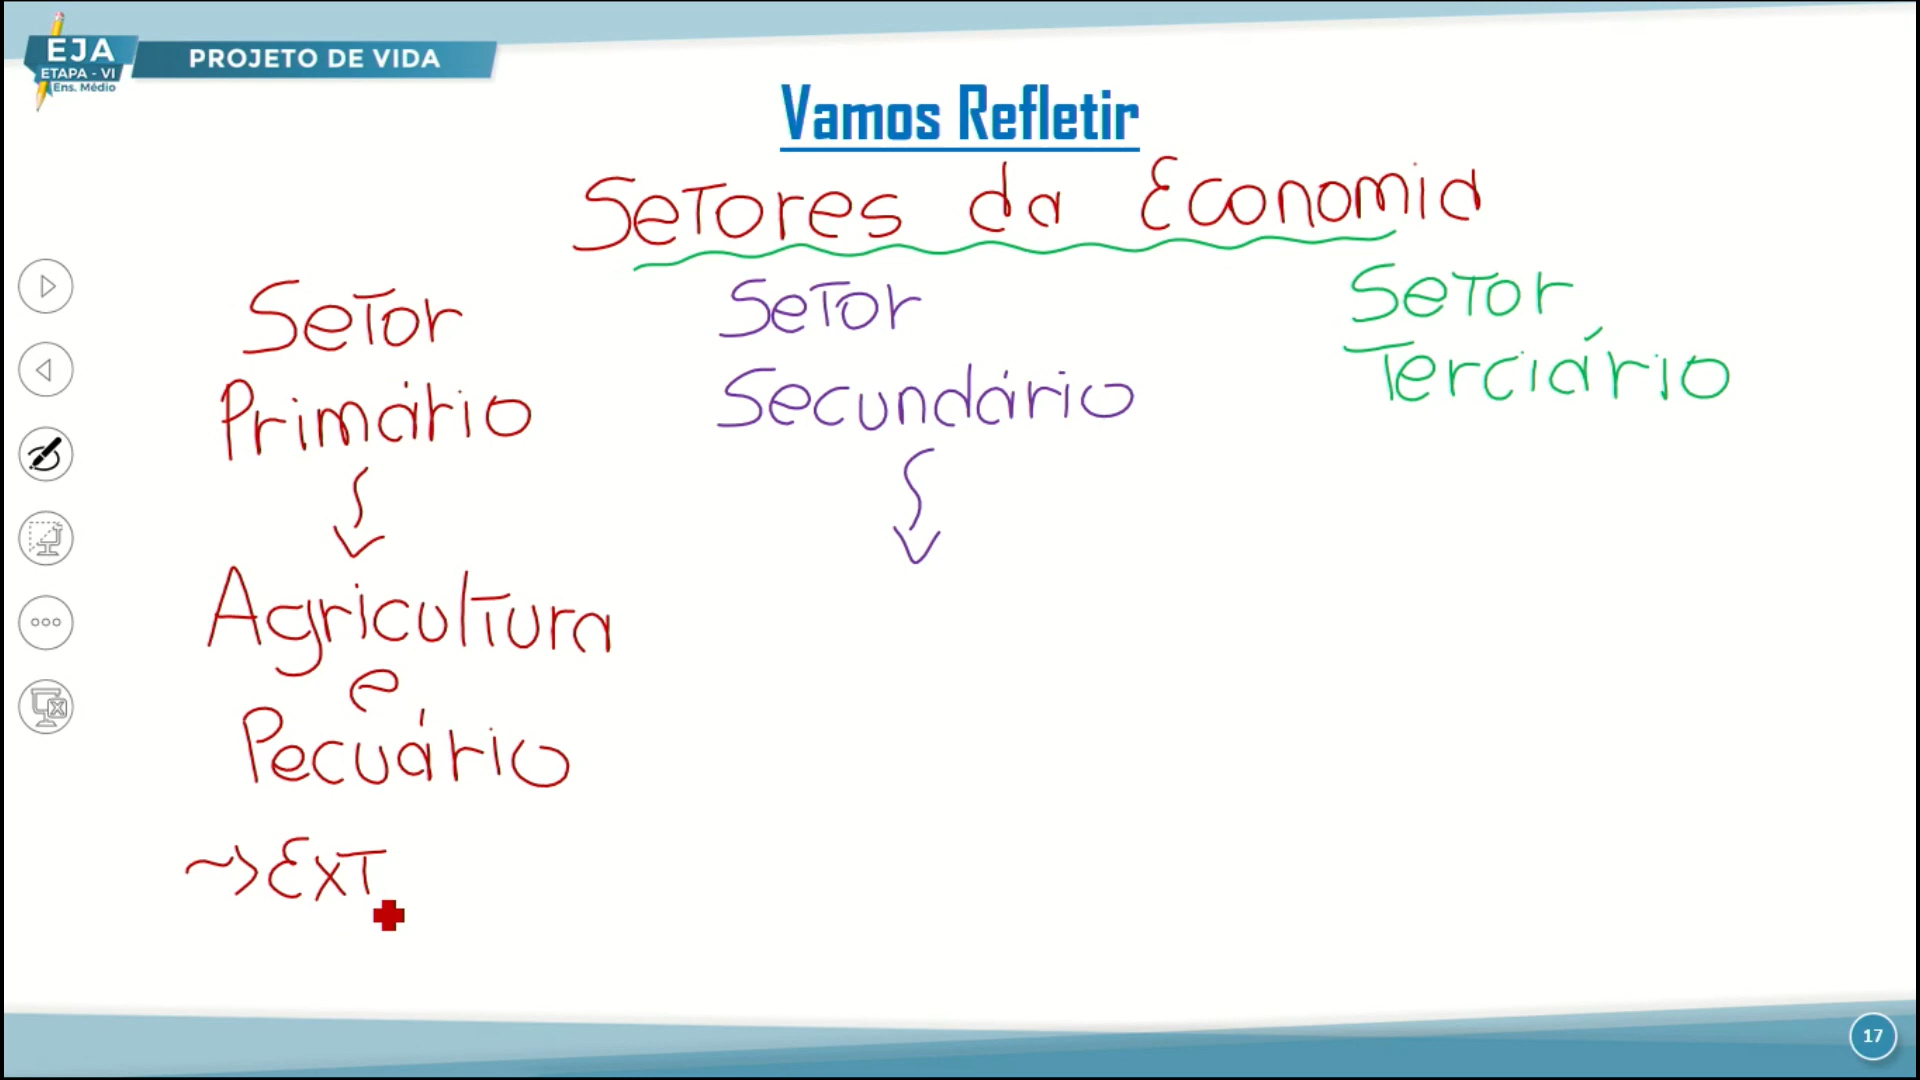 EJA
ETAPA - VI
Ens. Médio
PROJETO DE VIDA
Vamos Refletir
Setores da Economia
Setor
Primário
Agricultura
e
Pecuário
Ext
Setor
Secundário
Setor
Terciário
17